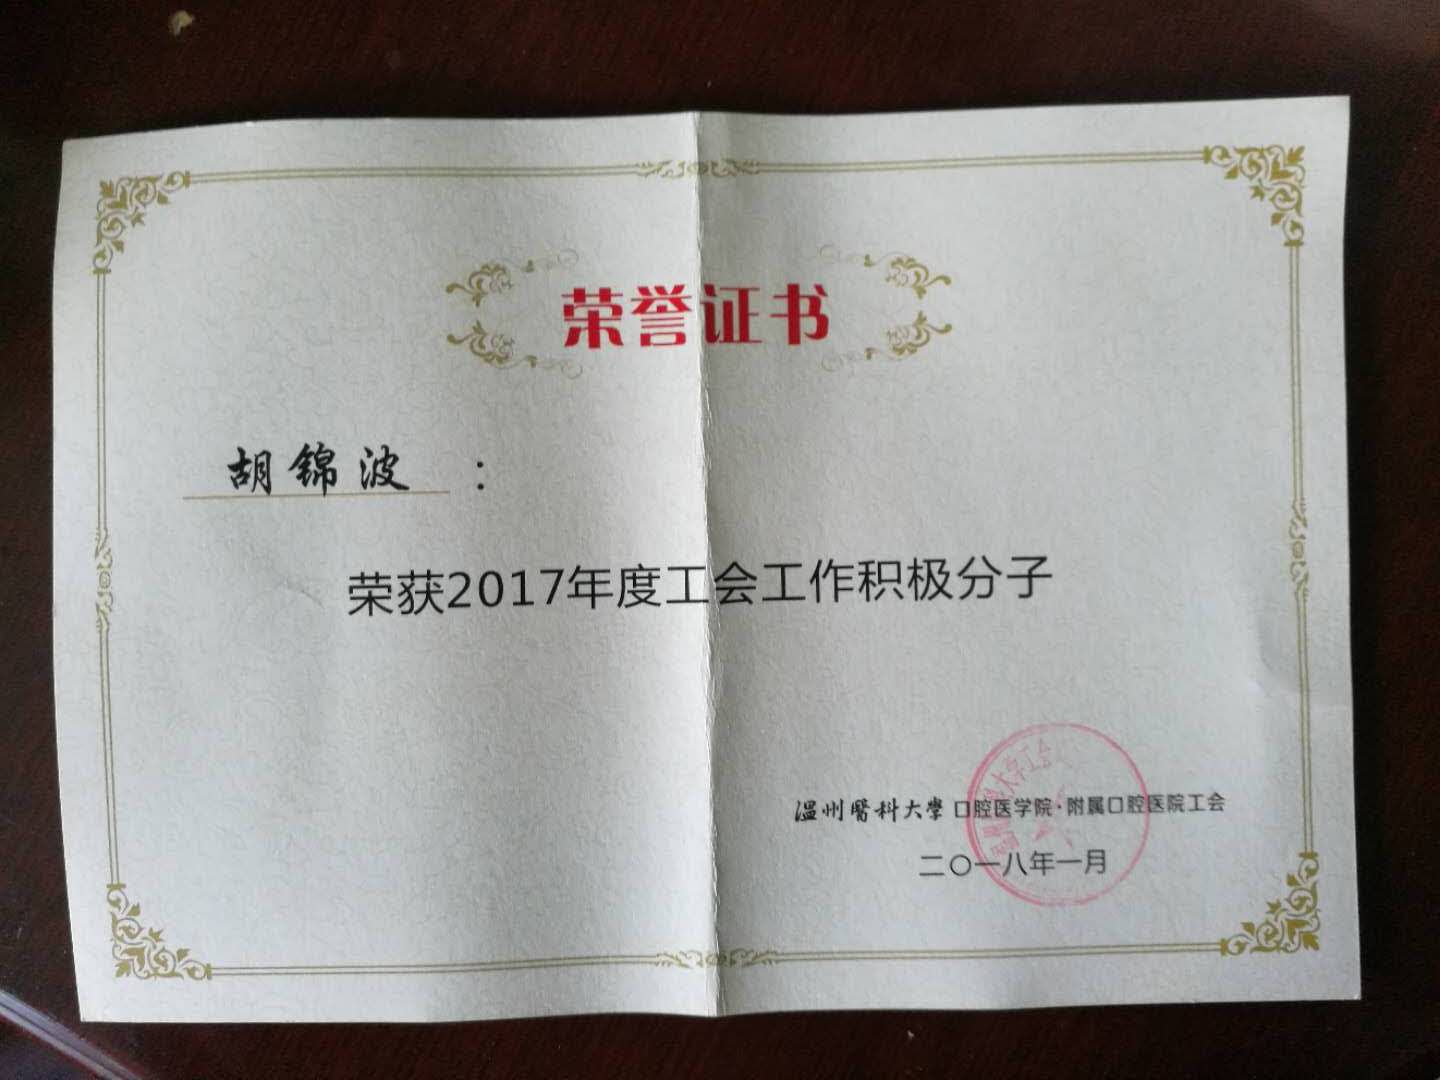 荣誉证书
胡锦波：
荣获2017年度工会工作积极分子
温州醫科大學 口腔医学院·附属口腔医院工会
二〇一八年一月